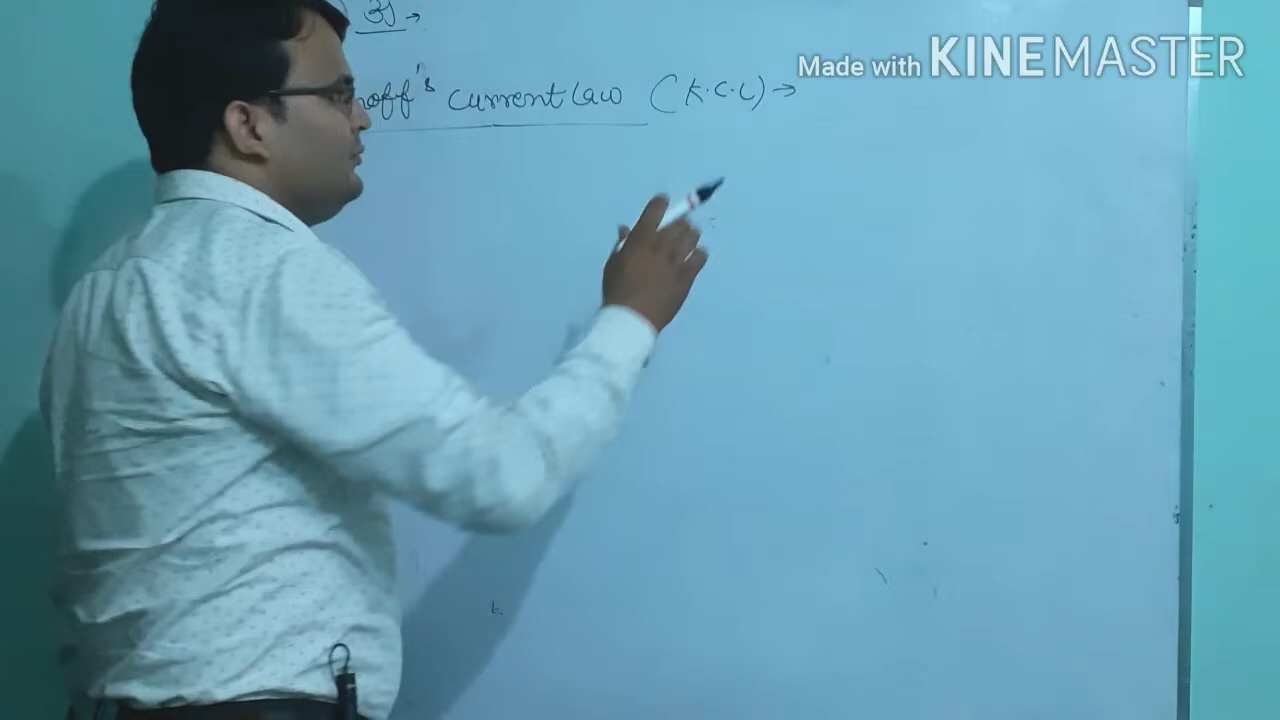 उ →
Made with KINEMASTER
hoff's current Law (K.C.L) →